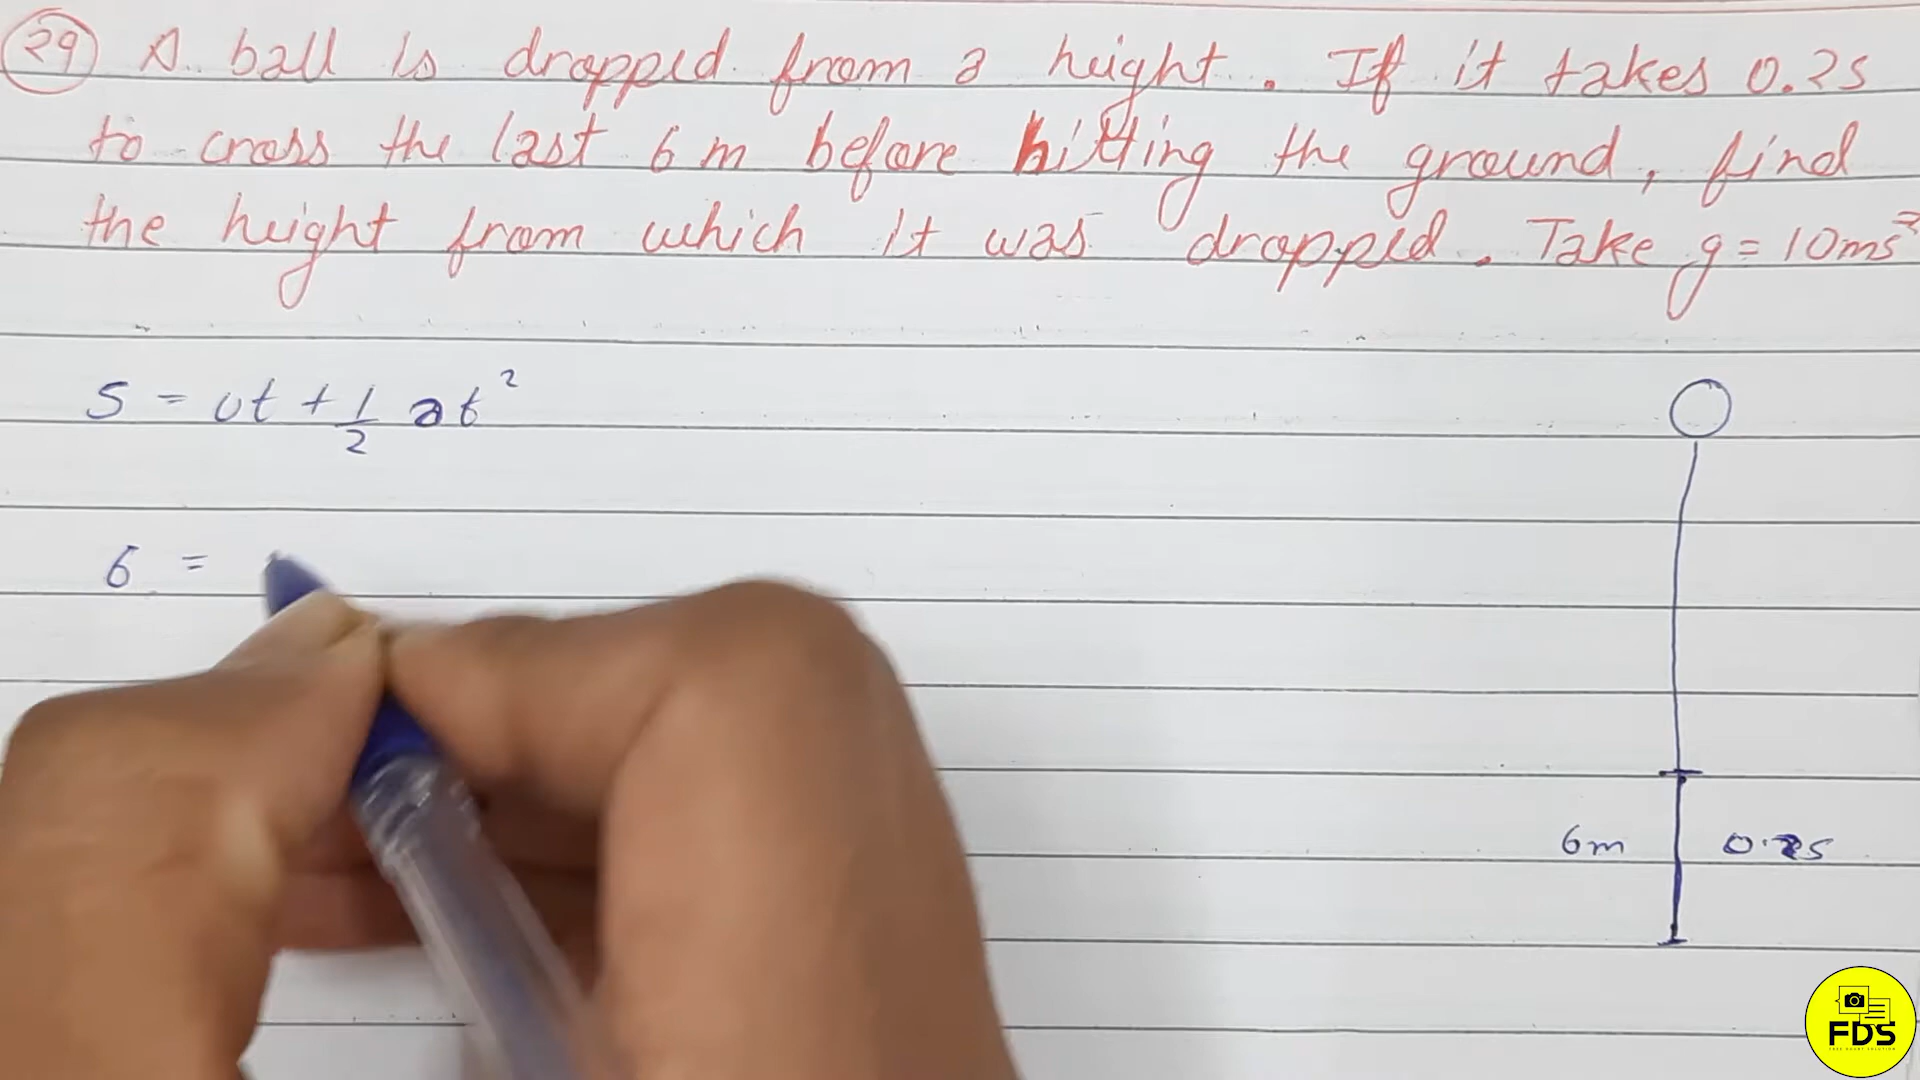 29 A ball is dropped from a height. If it takes 0.2s
to cross the last 6 m before hitting the ground, find
the height from which it was dropped. Take g = 10ms⁻²
S = ut + 1/2 at²
6 =
6m 0.2s
FDS